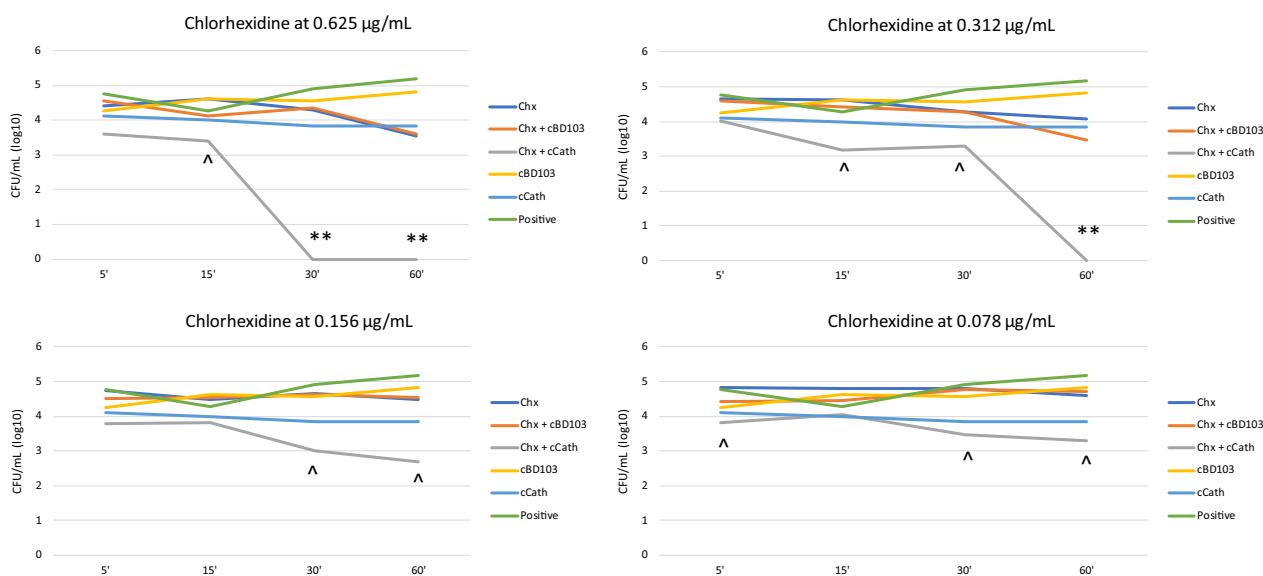 Chlorhexidine at 0.625 µg/mL
CFU/mL (log10)
6
5
4
3
2
1
0
^
**
**
5'
15'
30'
60'
Chx
Chx + cBD103
Chx + cCath
cBD103
cCath
Positive
Chlorhexidine at 0.312 µg/mL
CFU/mL (log10)
6
5
4
3
2
1
0
^
^
**
5'
15'
30'
60'
Chx
Chx + cBD103
Chx + cCath
cBD103
cCath
Positive
Chlorhexidine at 0.156 µg/mL
CFU/mL (log10)
6
5
4
3
2
1
0
^
^
5'
15'
30'
60'
Chx
Chx + cBD103
Chx + cCath
cBD103
cCath
Positive
Chlorhexidine at 0.078 µg/mL
CFU/mL (log10)
6
5
4
3
2
1
0
^
^
^
5'
15'
30'
60'
Chx
Chx + cBD103
Chx + cCath
cBD103
cCath
Positive